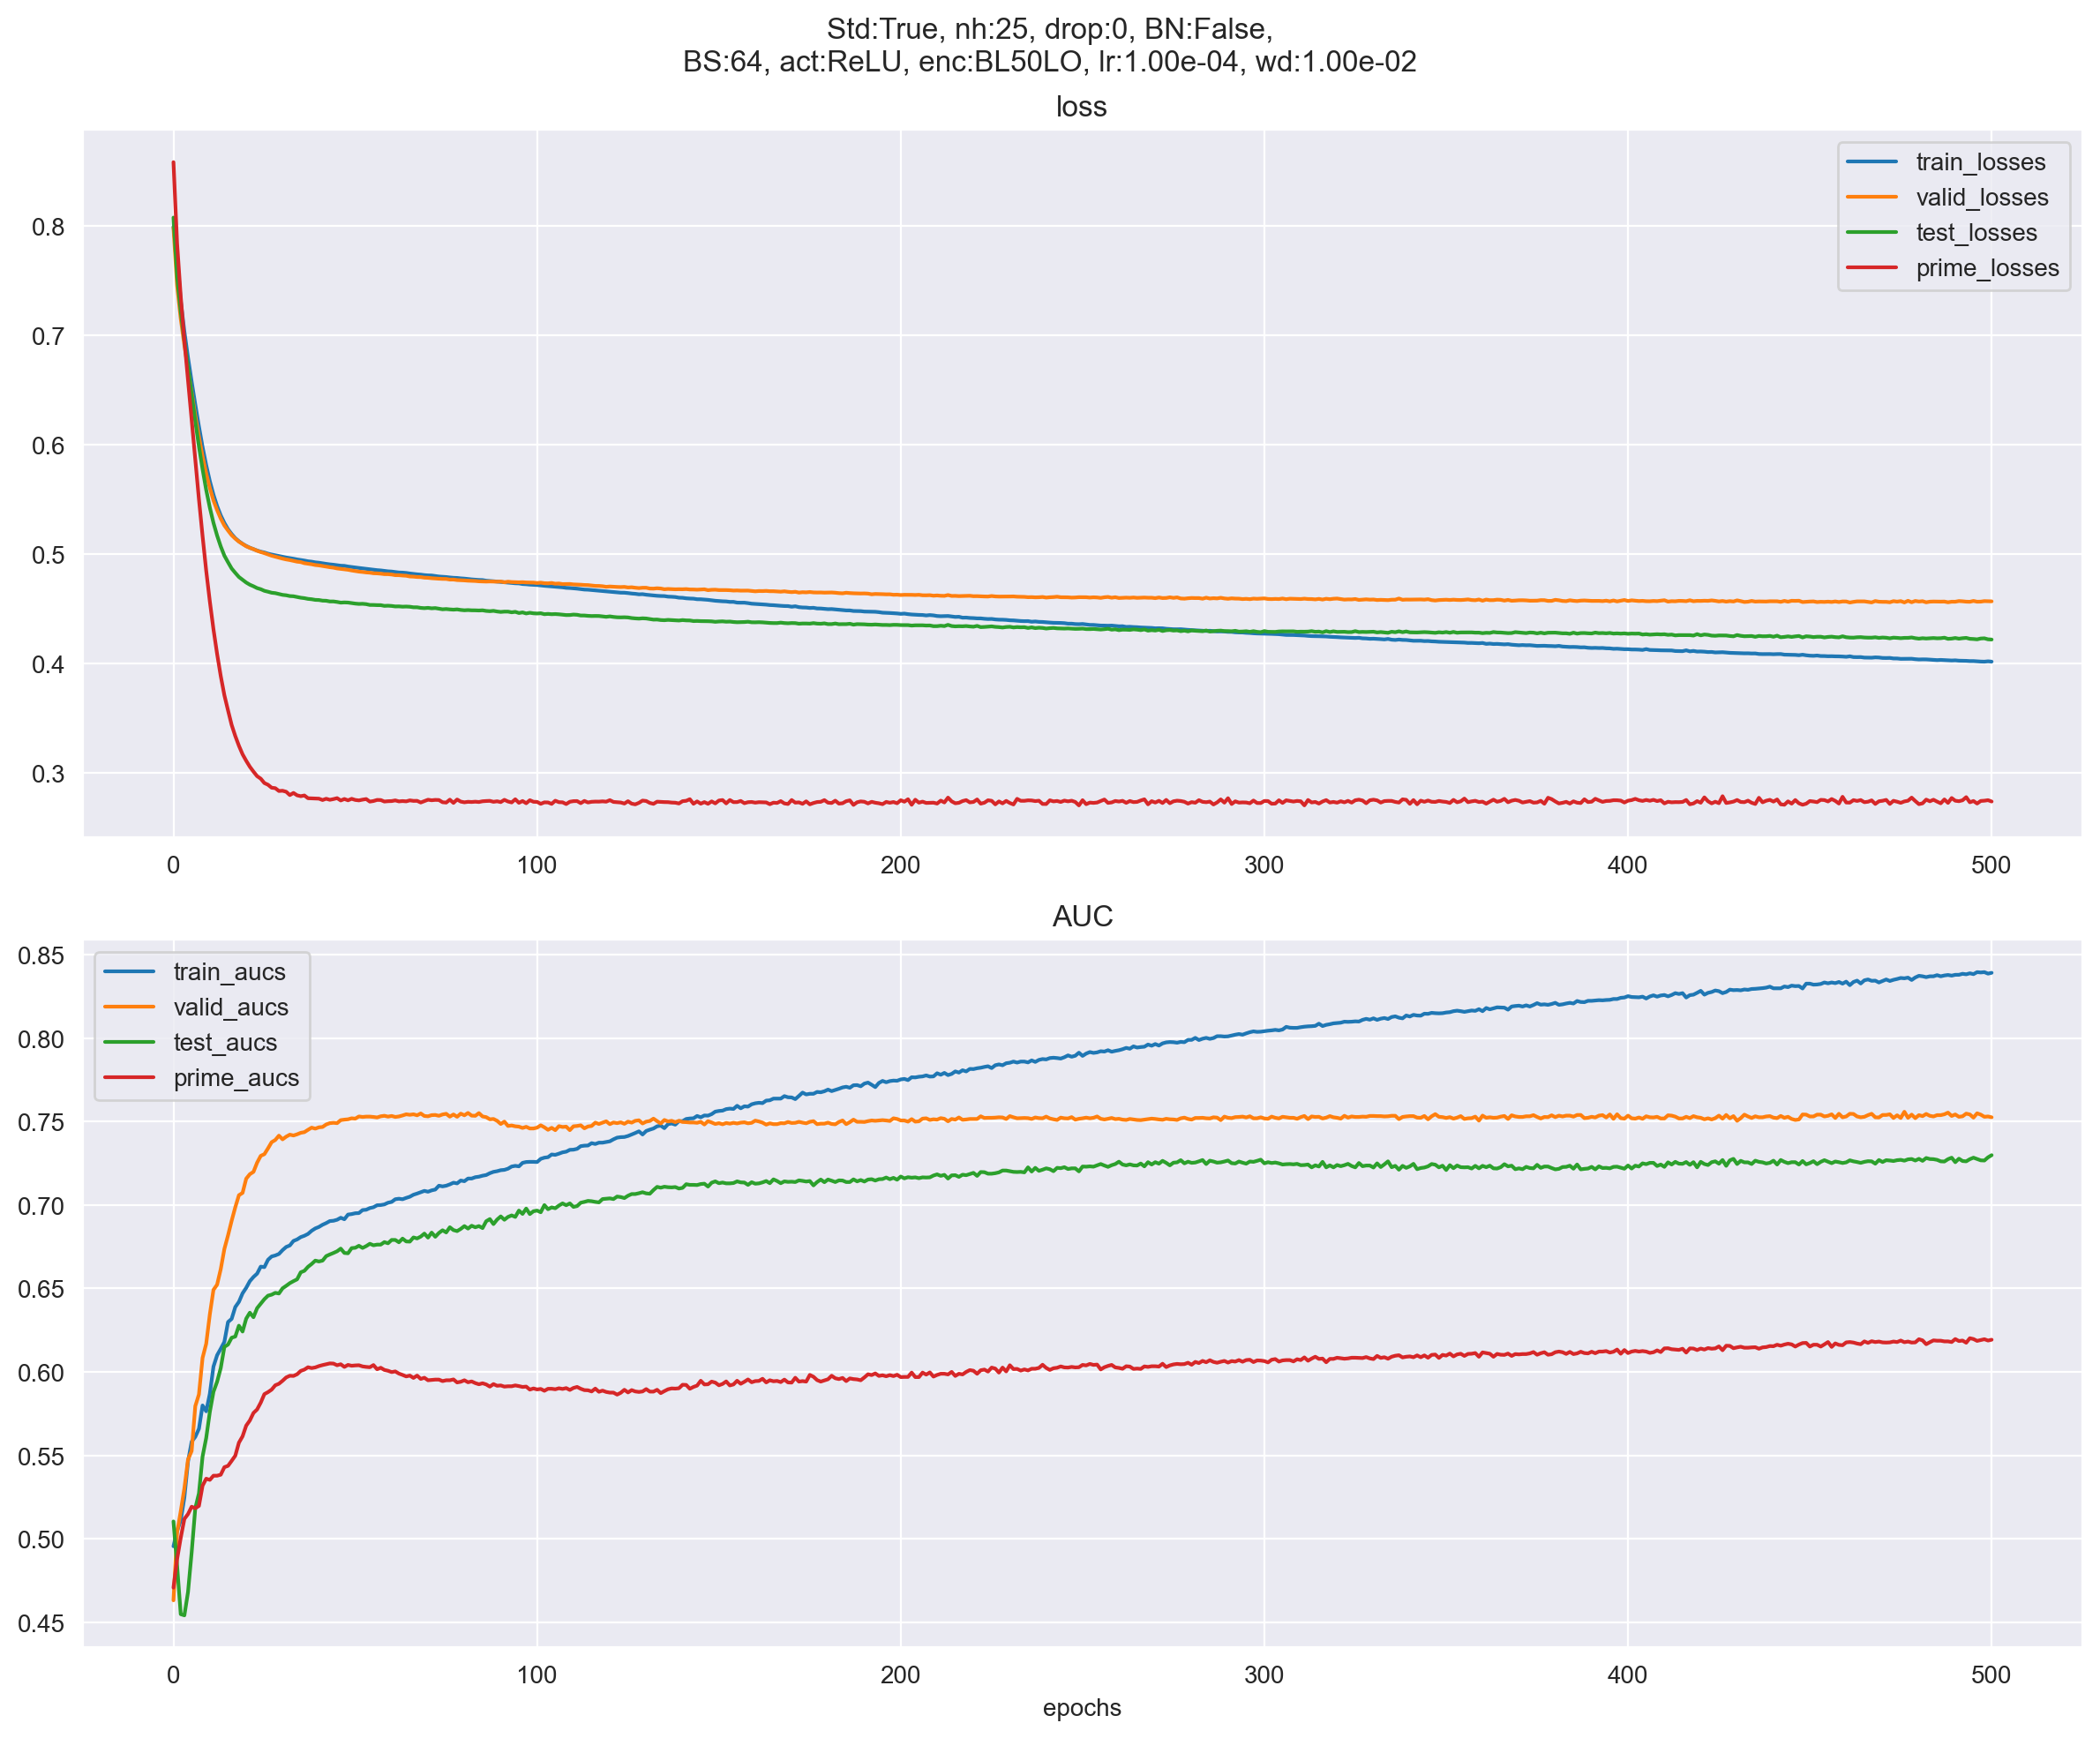 Std:True, nh:25, drop:0, BN:False,
BS:64, act:ReLU, enc:BL50LO, lr:1.00e-04, wd:1.00e-02
loss
train_losses
valid_losses
test_losses
prime_losses
0.8
0.7
0.6
0.5
0.4
0.3
0 100 200 300 400 500
AUC
train_aucs
valid_aucs
test_aucs
prime_aucs
0.85
0.80
0.75
0.70
0.65
0.60
0.55
0.50
0.45
0 100 200 300 400 500
epochs